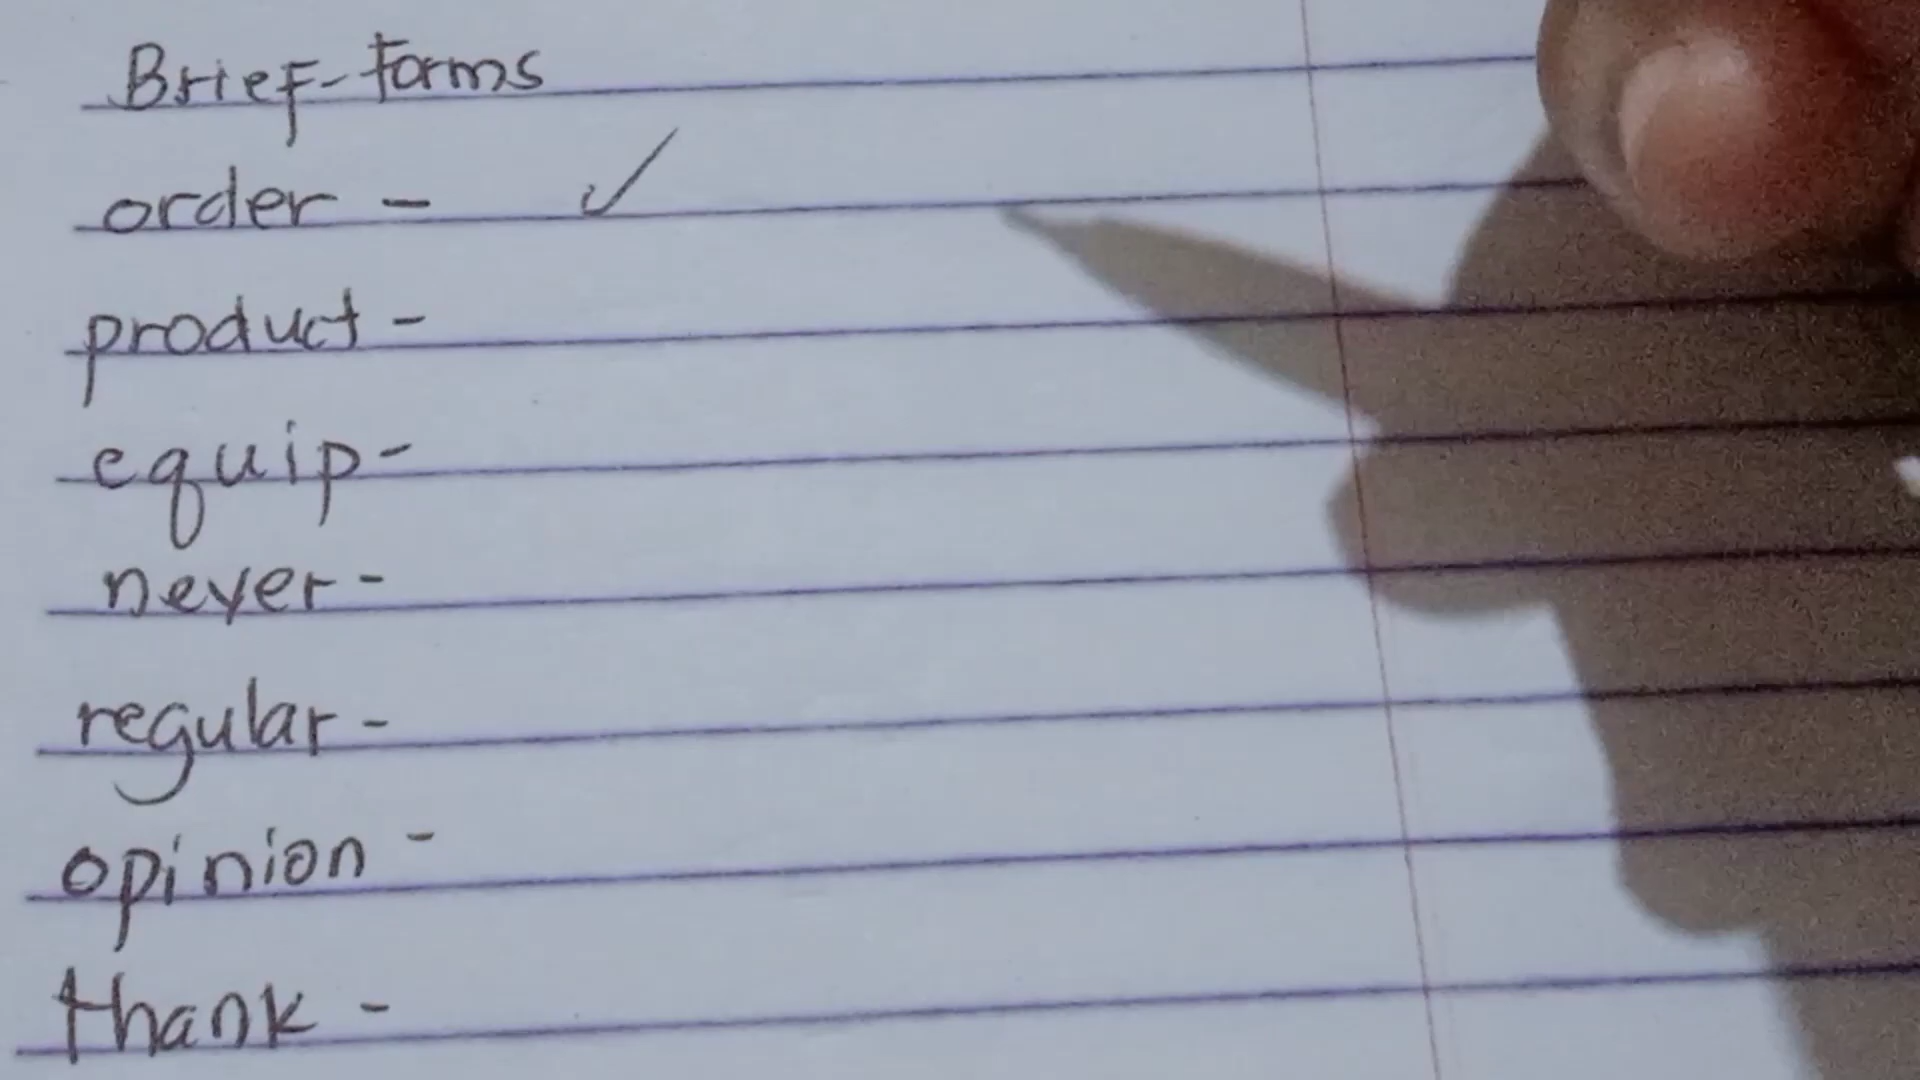 Brief-forms
order - ✓
product -
equip -
never -
regular -
opinion -
thank -